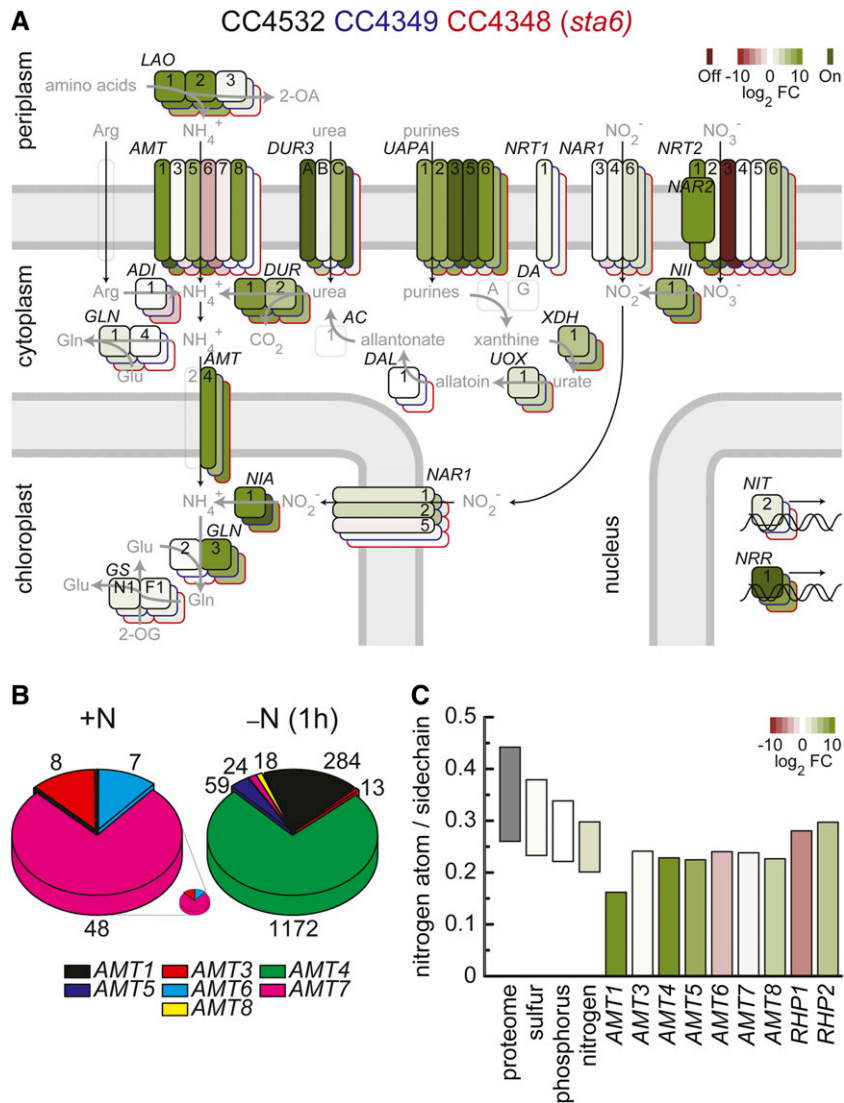 A CC4532 CC4349 CC4348 (sta6)
Off -10 0 10 On
log2 FC
periplasm
LAO
1 2 3
amino acids
2-OA
Arg NH4+ urea purines NO2- NO3-
AMT DUR3 UAPA NRT1 NAR1 NRT2
1 3 5 6 7 8
A B C
1 2 3 5 6
1
3 4 6
1 2 3 4 5 6
NAR2
cytoplasm
ADI DUR DA NII
1 1 2 A G 1
Arg NH4+ urea purines NO2- NO3-
GLN AC XDH
1 4 1 1
Gln NH4+ CO2 allantonate xanthine
Glu
AMT DAL UOX
2 4 1 1
allatoin urate
chloroplast
nucleus
NAR1
1
2
5
NIA
NH4+ 1 NO2- NO2-
NIT
2
Glu GLN
2 3
NRR
1
GS
Glu N1 F1 Gln
2-OG
B
+N -N (1h)
8 7
48
59 24 18 284 13
1172
AMT1 AMT3 AMT4
AMT5 AMT6 AMT7
AMT8
C
nitrogen atom / sidechain
0.5
0.4
0.3
0.2
0.1
0
-10 0 10
log2 FC
proteome
sulfur
phosphorus
nitrogen
AMT1
AMT3
AMT4
AMT5
AMT6
AMT7
AMT8
RHP1
RHP2